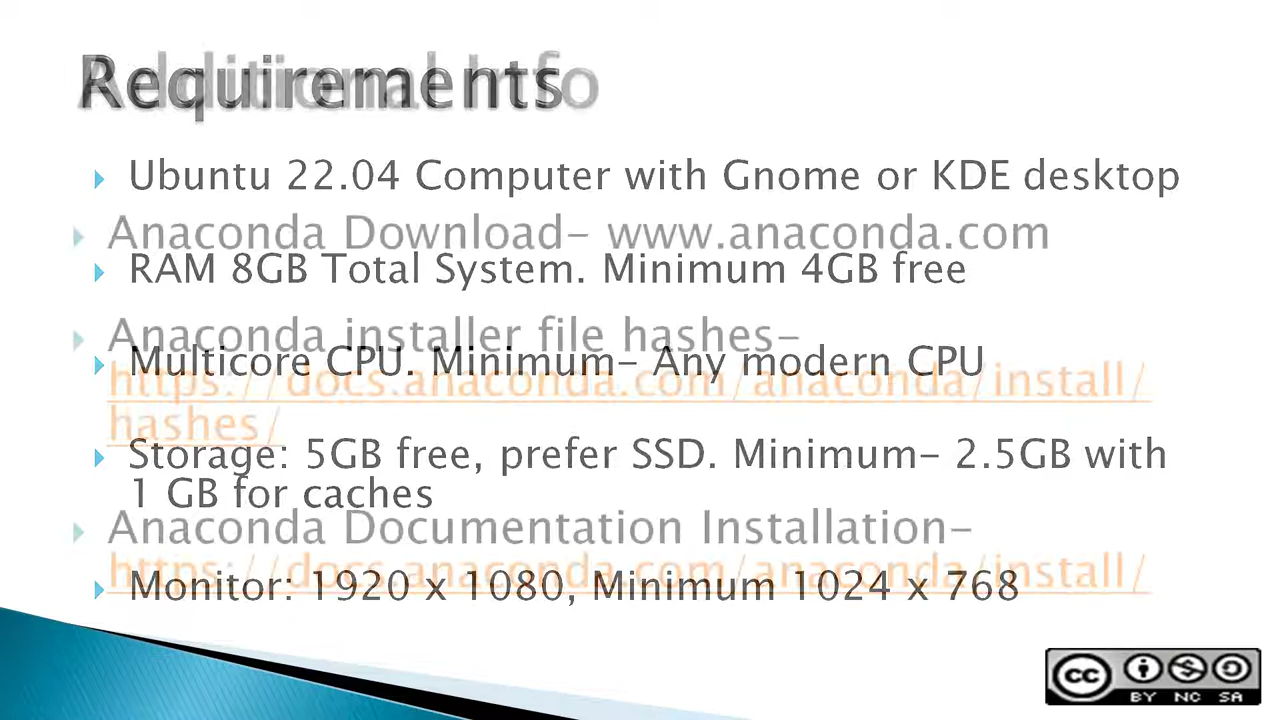 Requirements
Additional Info
Ubuntu 22.04 Computer with Gnome or KDE desktop
Anaconda Download- www.anaconda.com
RAM 8GB Total System. Minimum 4GB free
Anaconda installer file hashes-
Multicore CPU. Minimum- Any modern CPU
https://docs.anaconda.com/anaconda/install/
hashes/
Storage: 5GB free, prefer SSD. Minimum- 2.5GB with
1 GB for caches
Anaconda Documentation Installation-
https://docs.anaconda.com/anaconda/install/
Monitor: 1920 x 1080, Minimum 1024 x 768
cc
BY NC SA